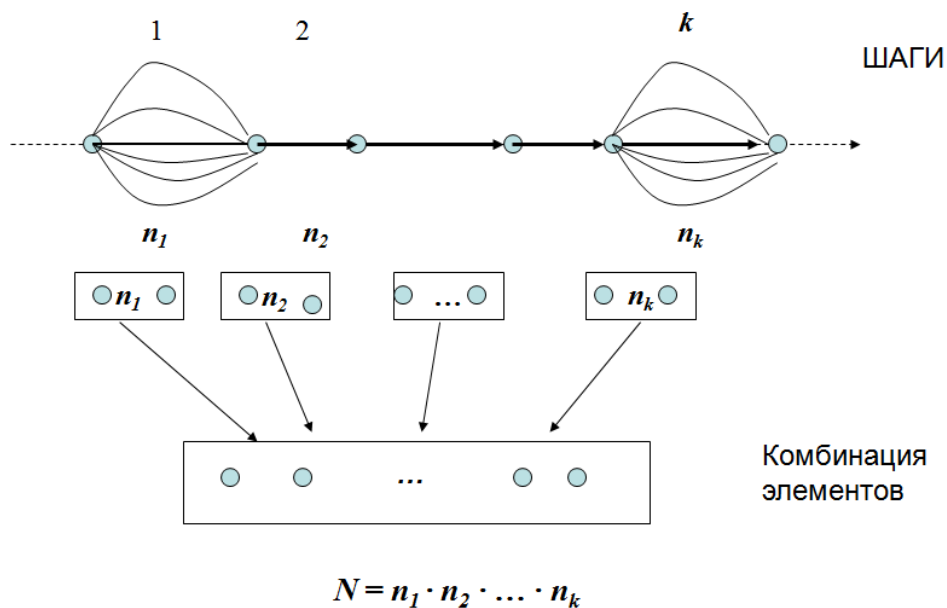 1 2 k
ШАГИ
n₁ n₂ nₖ
n₁ n₂ ... nₖ
...
Комбинация
элементов
N = n₁ · n₂ · ... · nₖ